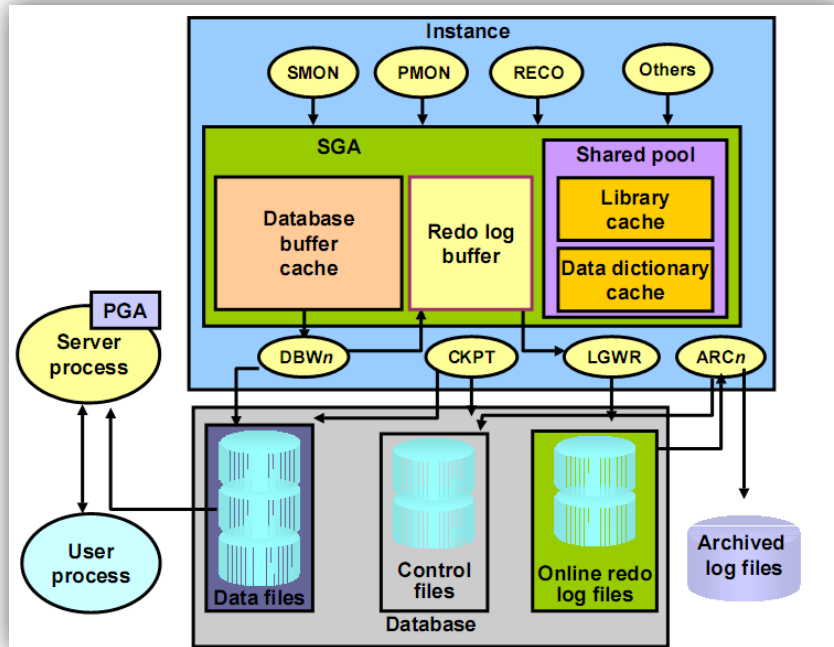 Instance
SMON
PMON
RECO
Others
SGA
Shared pool
Library
cache
Data dictionary
cache
Database
buffer
cache
Redo log
buffer
PGA
Server
process
DBWn
CKPT
LGWR
ARCn
User
process
Data files
Control
files
Online redo
log files
Archived
log files
Database